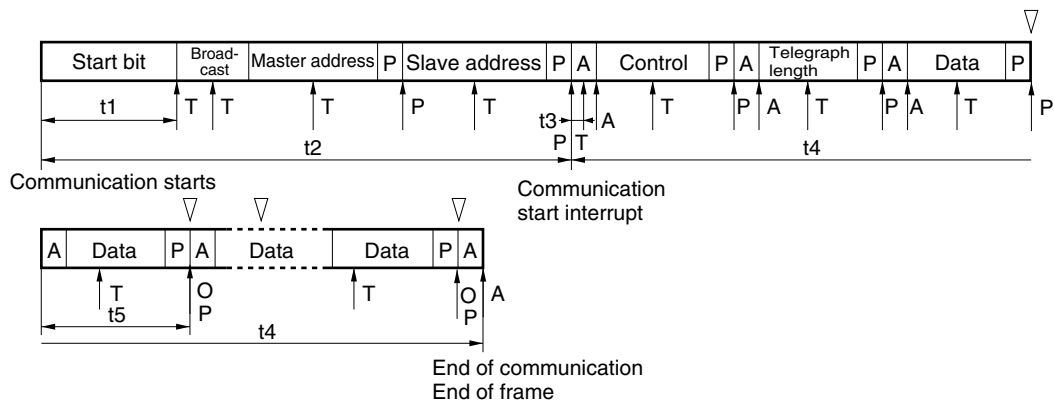 Start bit Broad- Master address P Slave address P A Control P A Telegraph P A Data P
cast length
T T T P T t3 A T P A T P A T P
t1 P T
t2 t4
Communication starts
Communication
start interrupt
A Data P A Data Data P A
T O T O A
t5 P P
t4
End of communication
End of frame